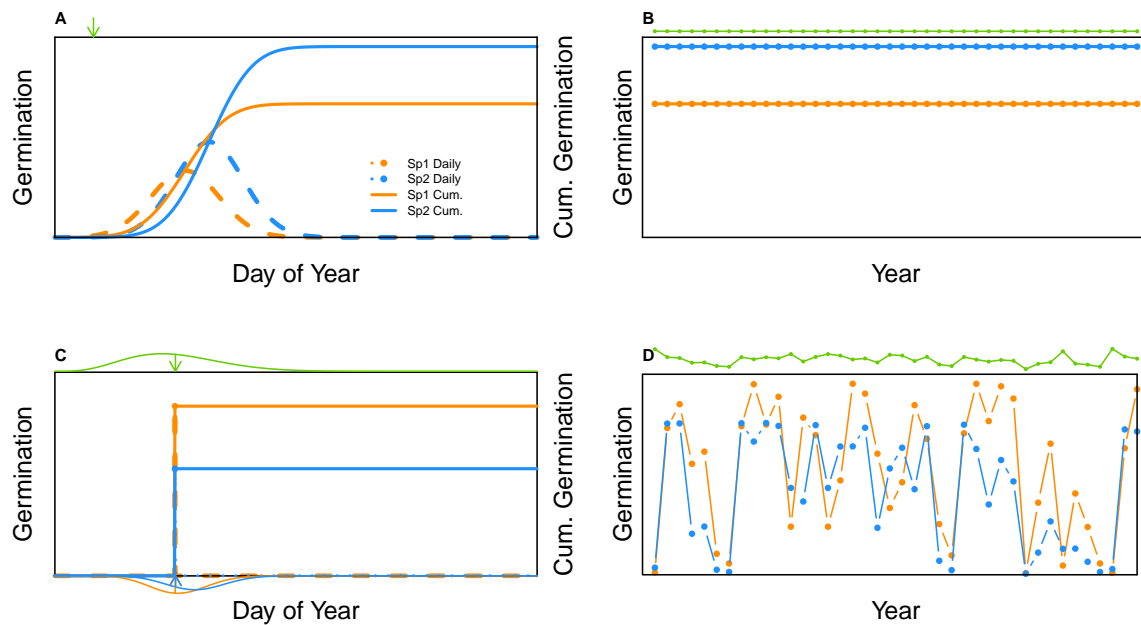 A
Germination
Cum. Germination
Sp1 Daily
Sp2 Daily
Sp1 Cum.
Sp2 Cum.
Day of Year
B
Germination
Year
C
Germination
Cum. Germination
Day of Year
D
Germination
Year